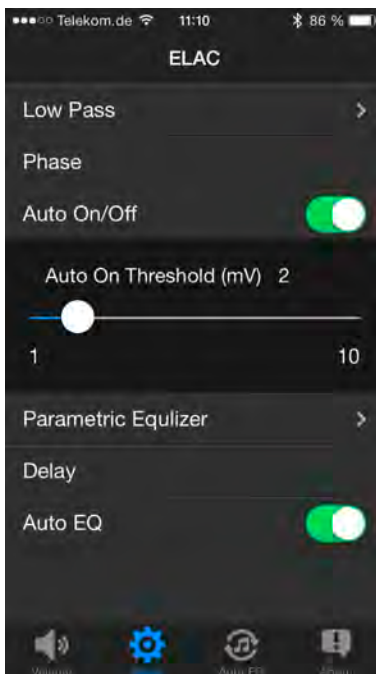 Telekom.de 11:10 86 %
ELAC
Low Pass
Phase
Auto On/Off
Auto On Threshold (mV) 2
1 10
Parametric Equlizer
Delay
Auto EQ